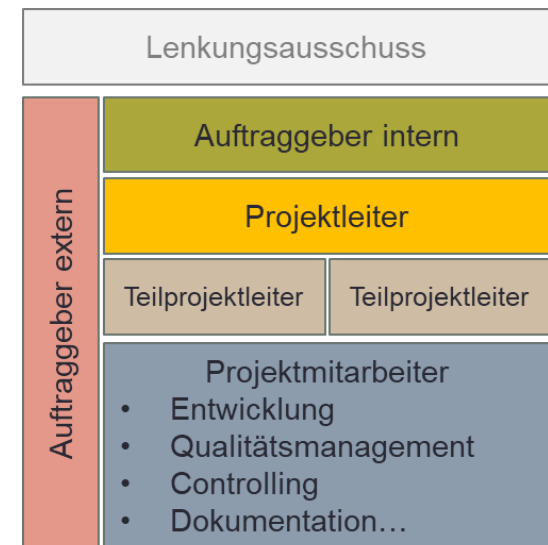 Lenkungsausschuss
Auftraggeber extern
Auftraggeber intern
Projektleiter
Teilprojektleiter
Teilprojektleiter
Projektmitarbeiter
• Entwicklung
• Qualitätsmanagement
• Controlling
• Dokumentation…